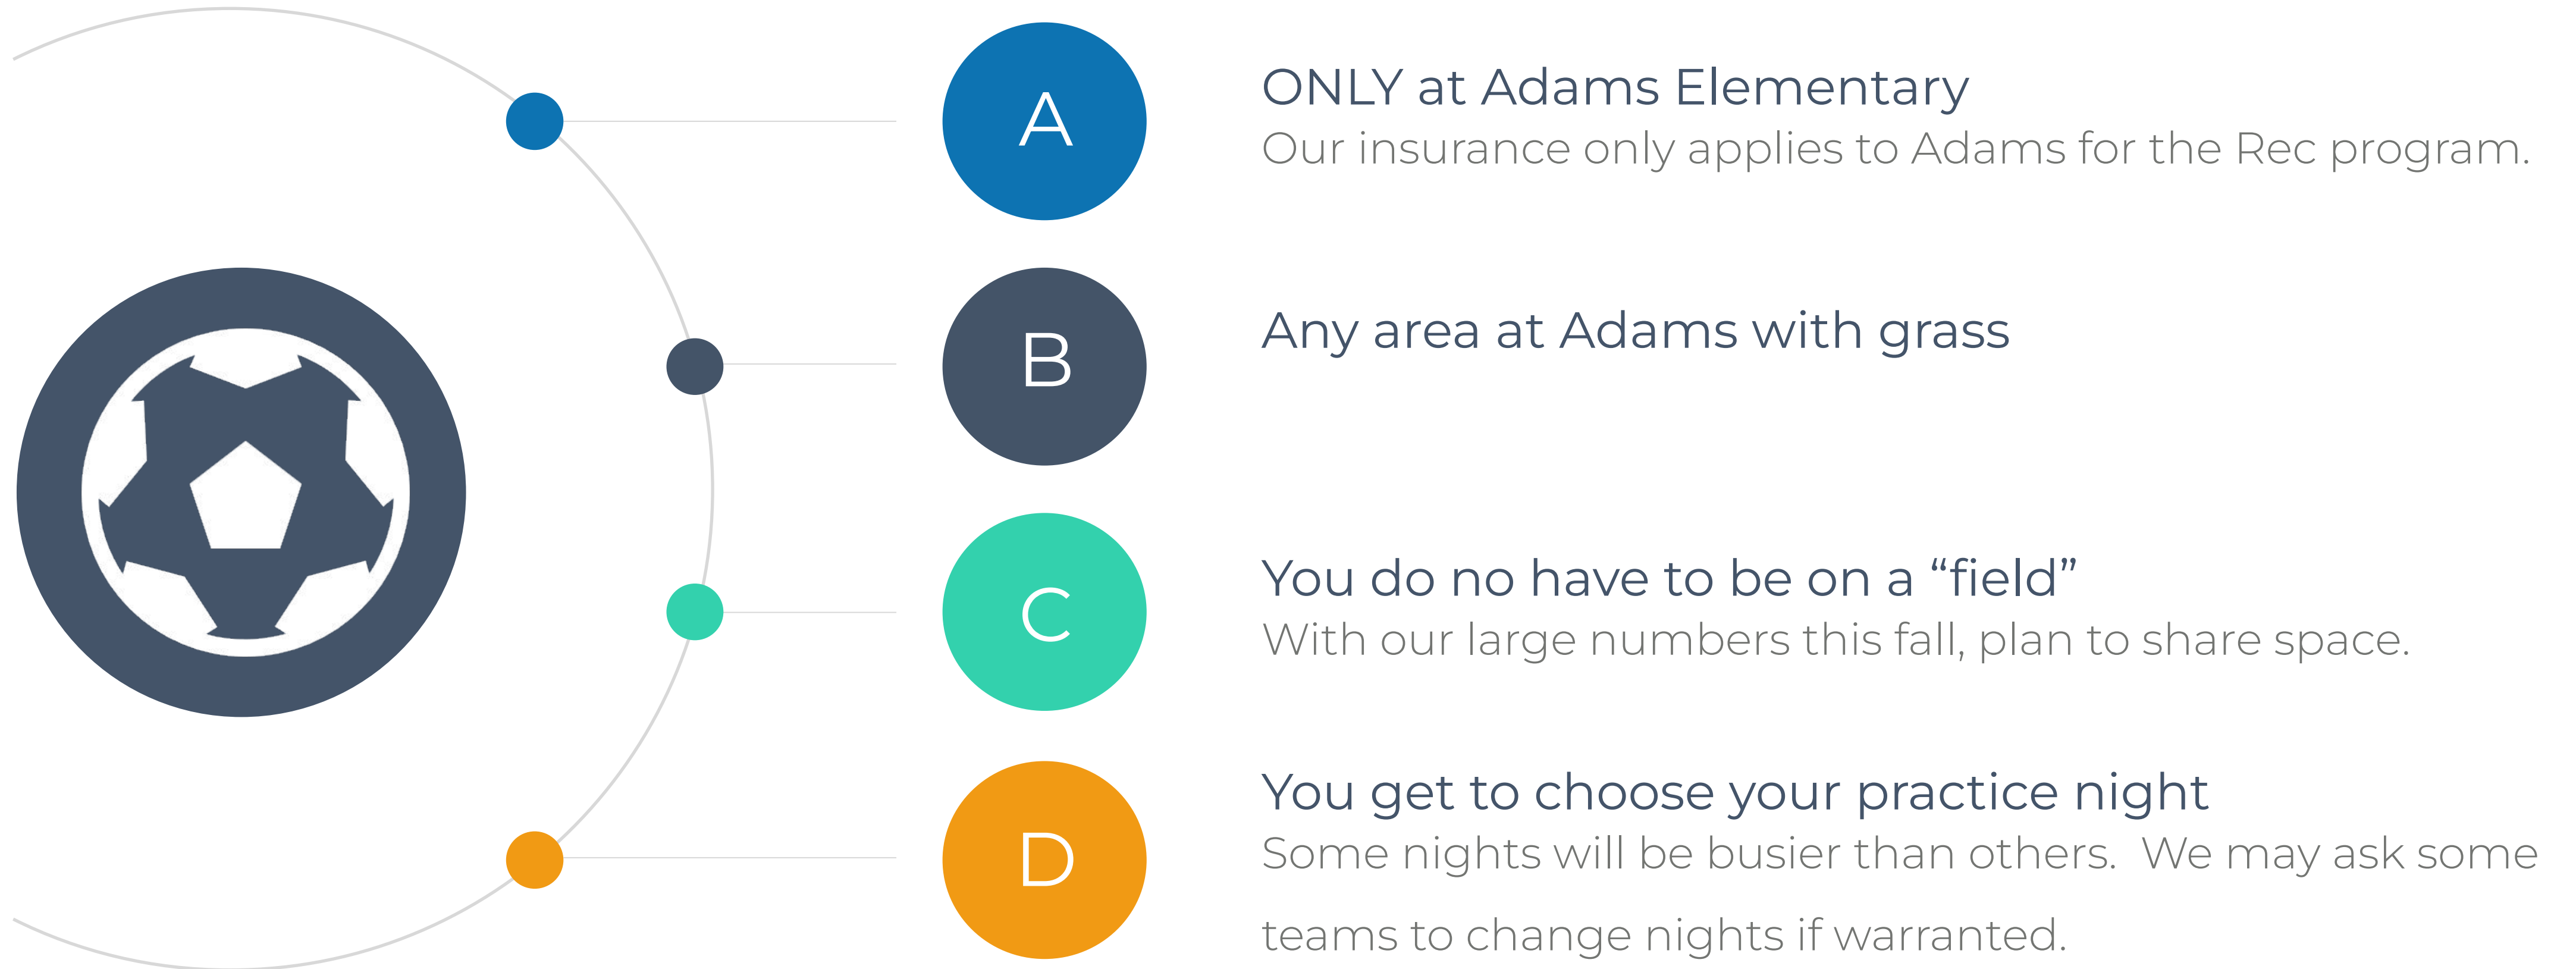 A
ONLY at Adams Elementary
Our insurance only applies to Adams for the Rec program.
B
Any area at Adams with grass
C
You do no have to be on a “field”
With our large numbers this fall, plan to share space.
D
You get to choose your practice night
Some nights will be busier than others.  We may ask some
teams to change nights if warranted.